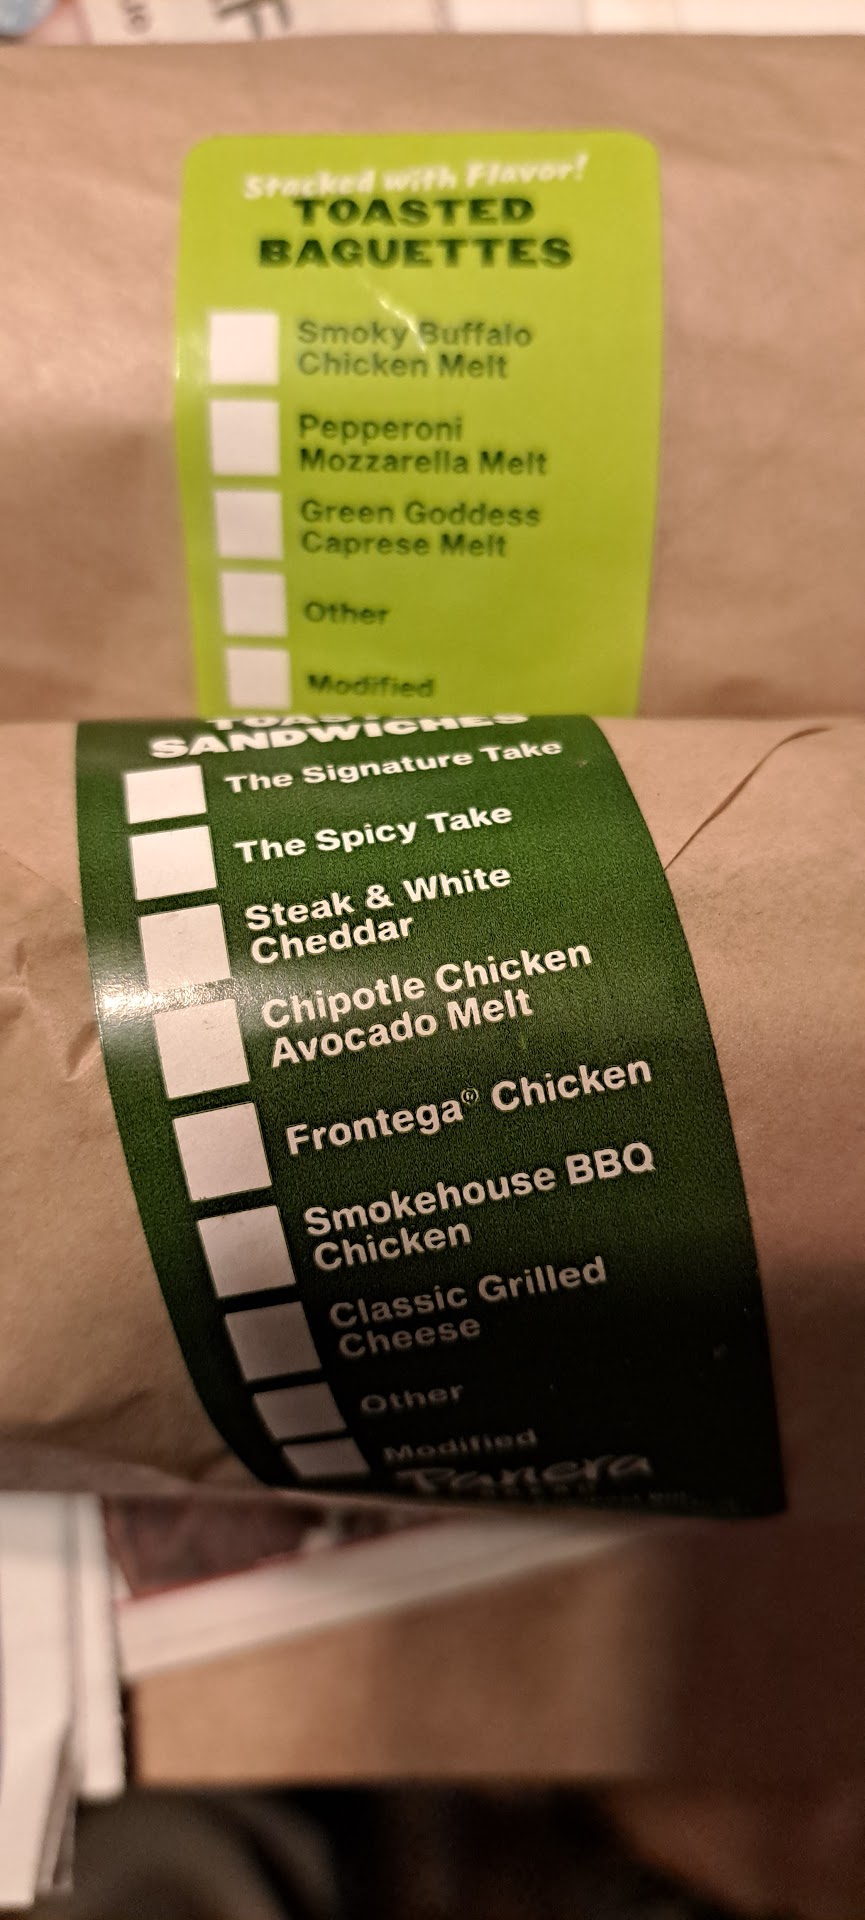 Stacked with Flavor!
TOASTED
BAGUETTES
Smoky Buffalo
Chicken Melt
Pepperoni
Mozzarella Melt
Green Goddess
Caprese Melt
Other
Modified
TOASTED
SANDWICHES
The Signature Take
The Spicy Take
Steak & White
Cheddar
Chipotle Chicken
Avocado Melt
Frontega® Chicken
Smokehouse BBQ
Chicken
Classic Grilled
Cheese
Other
Modified
Panera